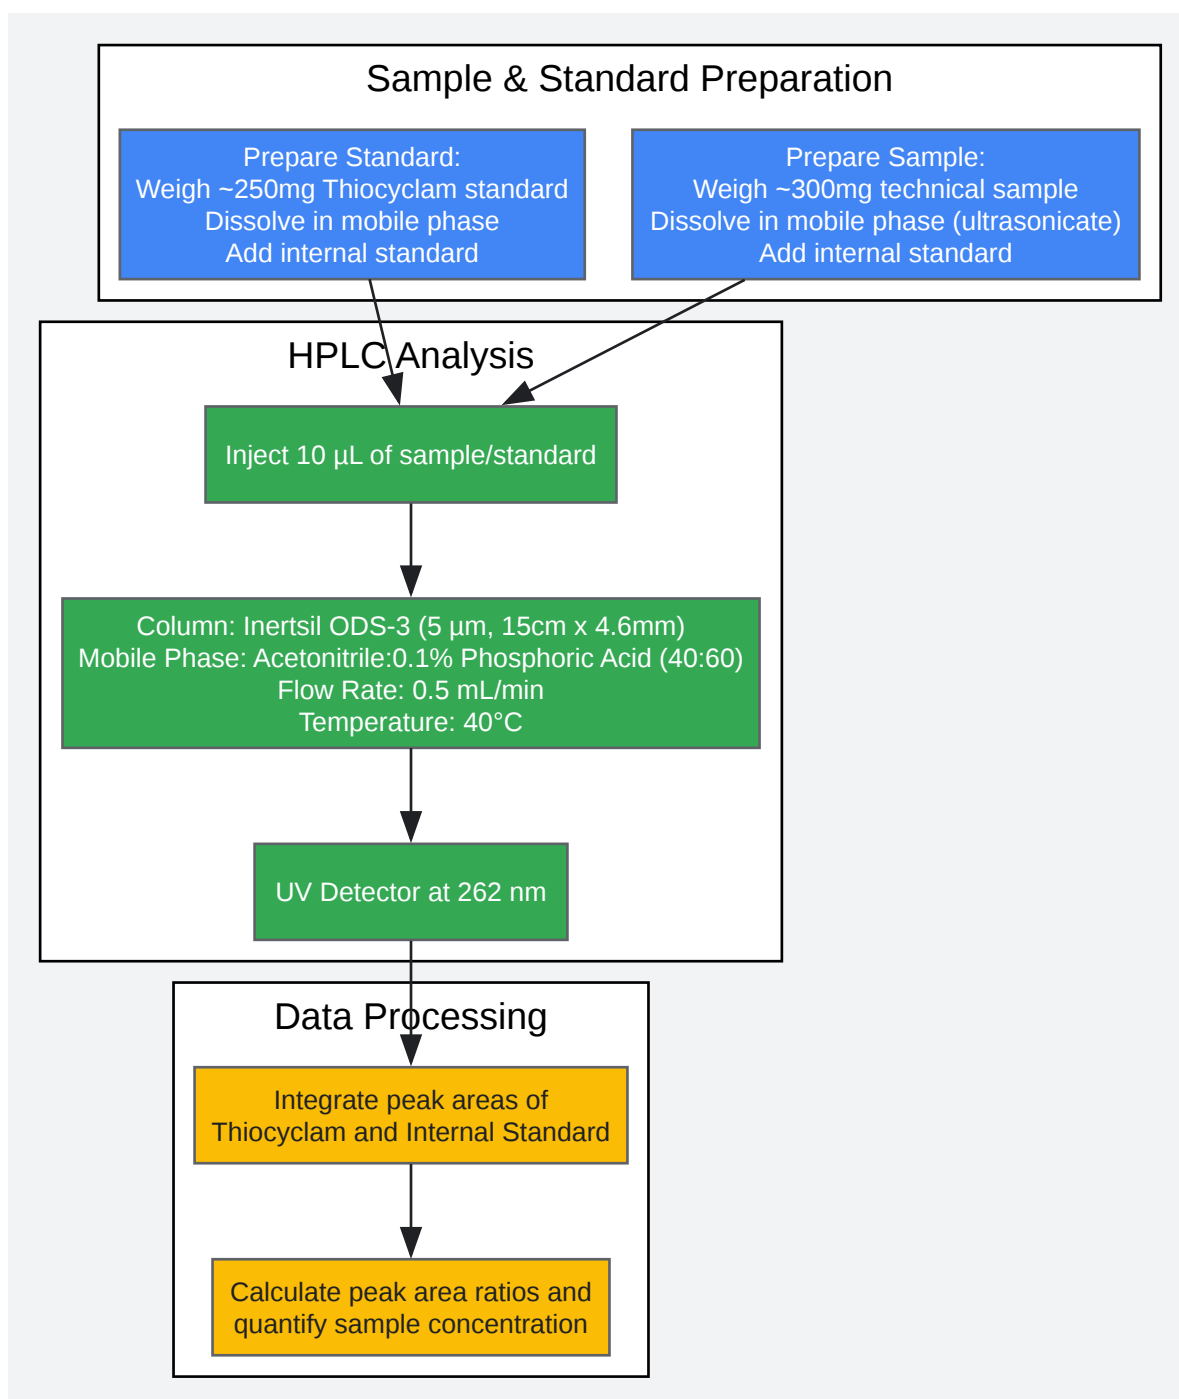 Sample & Standard Preparation
Prepare Standard:
Weigh ~250mg Thiocyclam standard
Dissolve in mobile phase
Add internal standard
Prepare Sample:
Weigh ~300mg technical sample
Dissolve in mobile phase (ultrasonicate)
Add internal standard
HPLC Analysis
Inject 10 µL of sample/standard
Column: Inertsil ODS-3 (5 µm, 15cm x 4.6mm)
Mobile Phase: Acetonitrile:0.1% Phosphoric Acid (40:60)
Flow Rate: 0.5 mL/min
Temperature: 40°C
UV Detector at 262 nm
Data Processing
Integrate peak areas of
Thiocyclam and Internal Standard
Calculate peak area ratios and
quantify sample concentration